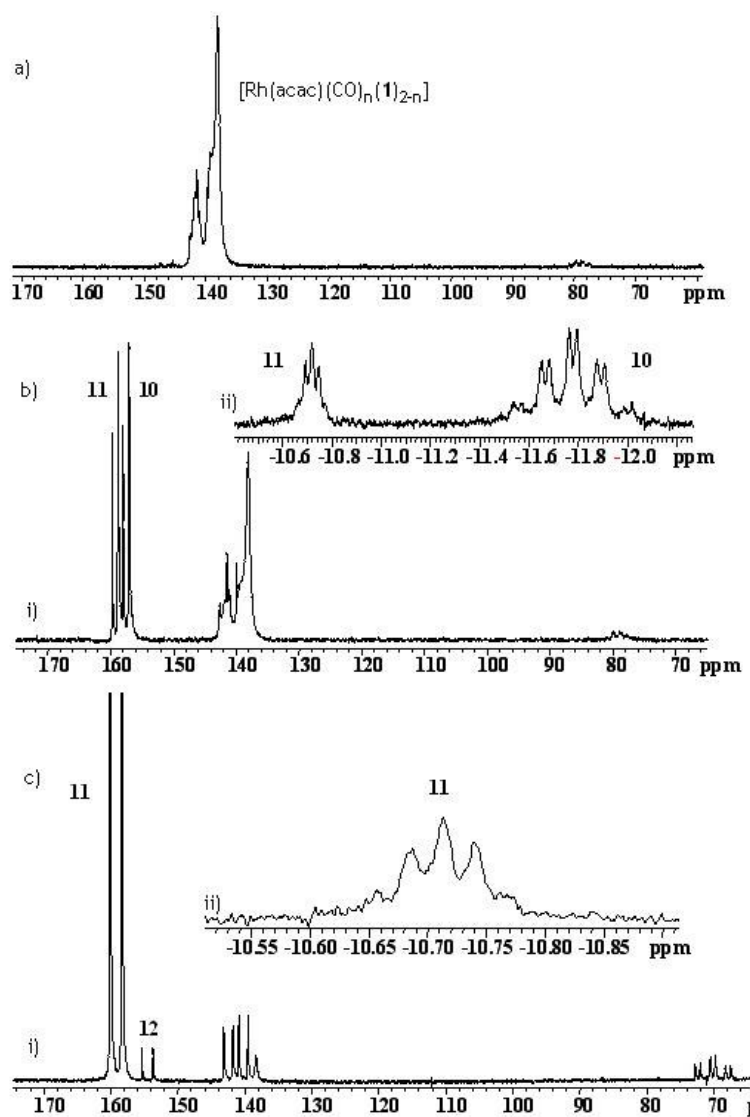 a)
[Rh(acac)(CO)n(1)2-n]
170 160 150 140 130 120 110 100 90 80 70 ppm
b)
11 10
11 10
ii)
-10.6 -10.8 -11.0 -11.2 -11.4 -11.6 -11.8 -12.0 ppm
i)
170 160 150 140 130 120 110 100 90 80 70 ppm
c)
11
11
ii)
-10.55 -10.60 -10.65 -10.70 -10.75 -10.80 -10.85 ppm
12
i)
170 160 150 140 130 120 110 100 90 80 70